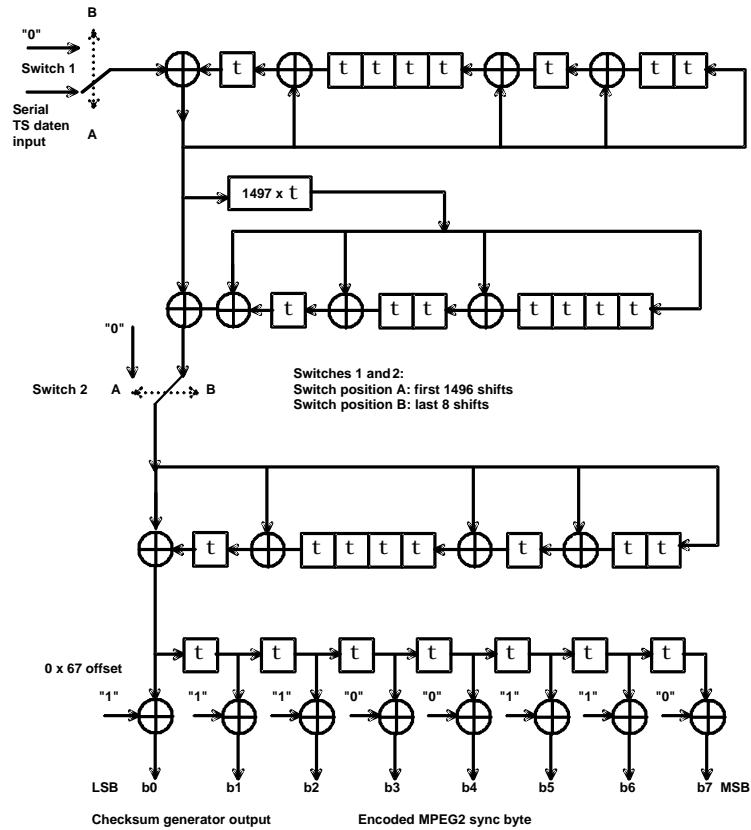 B
"0"
Switch 1
Serial
TS daten
input
A
t t t t t t t t t
1497 x t
t t t t t t t
"0"
Switch 2 A B
Switches 1 and 2:
Switch position A: first 1496 shifts
Switch position B: last 8 shifts
t t t t t t t t
t t t t t t t
0 x 67 offset
"1" "1" "1" "0" "0" "1" "1" "0"
LSB b0 b1 b2 b3 b4 b5 b6 b7 MSB
Checksum generator output Encoded MPEG2 sync byte